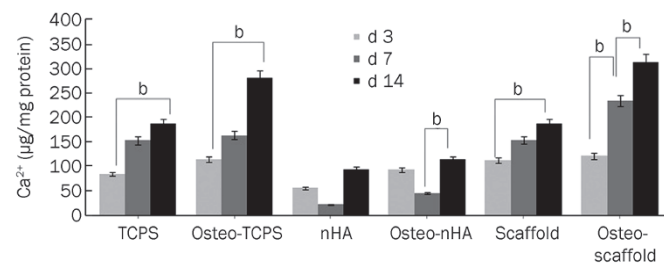 400
350
300
250
200
150
100
50
0
Ca²⁺ (μg/mg protein)
d 3
d 7
d 14
b
b
b
b
b
b
TCPS
Osteo-TCPS
nHA
Osteo-nHA
Scaffold
Osteo-
scaffold